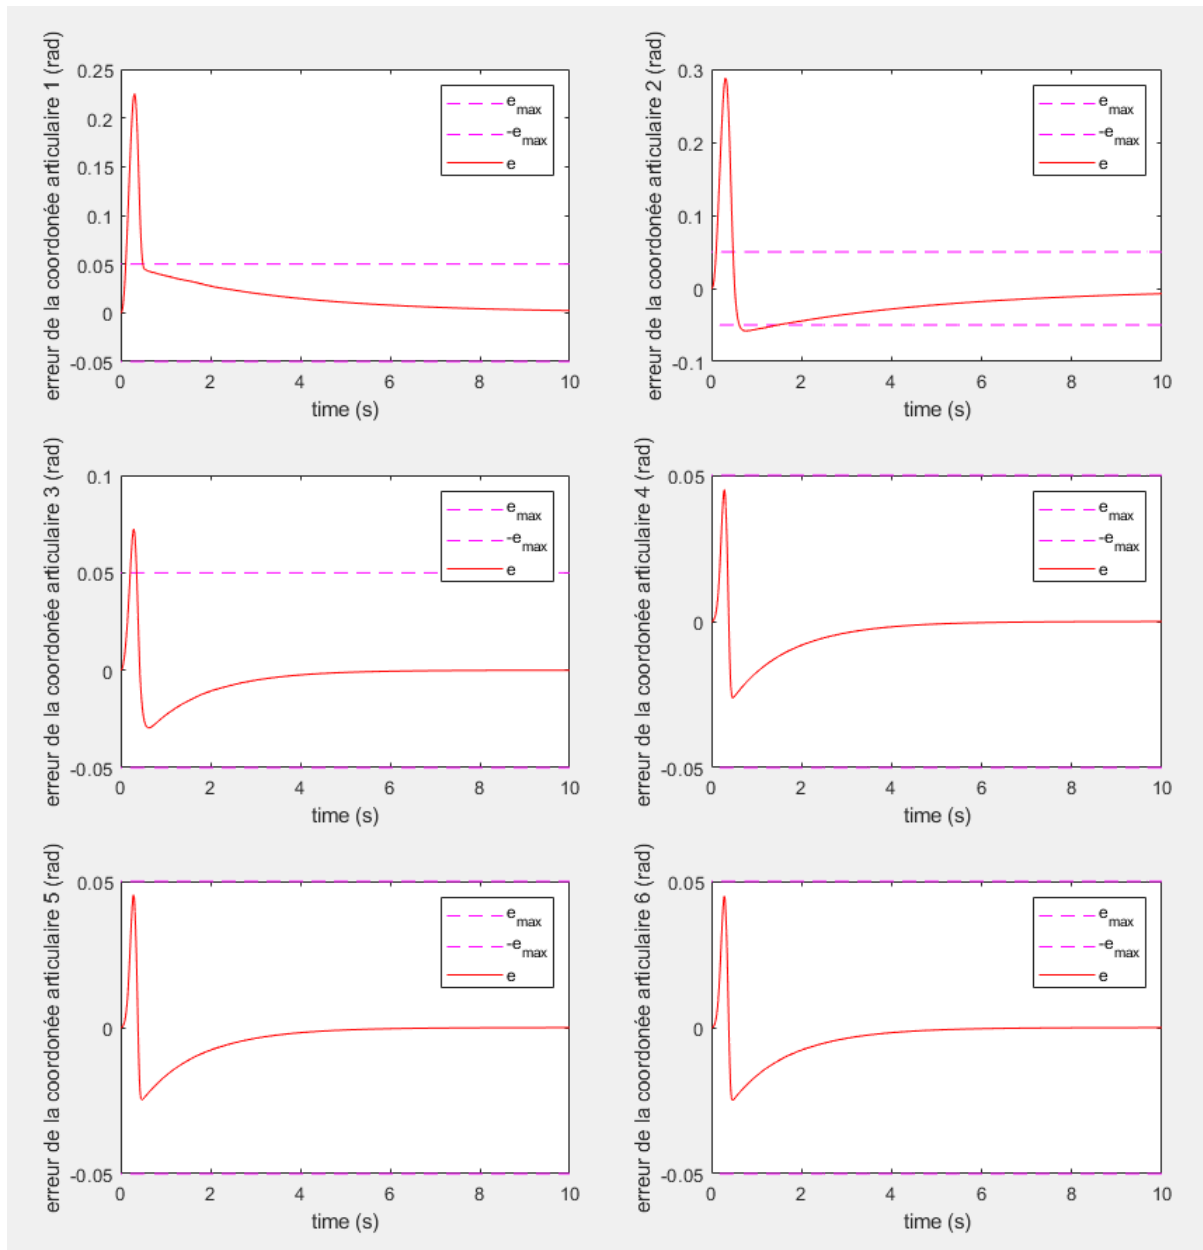 erreur de la coordonée articulaire 1 (rad)
0.25
0.2
0.15
0.1
0.05
0
-0.05
0 2 4 6 8 10
time (s)
e_max
-e_max
e
erreur de la coordonée articulaire 2 (rad)
0.3
0.2
0.1
0
-0.1
0 2 4 6 8 10
time (s)
e_max
-e_max
e
erreur de la coordonée articulaire 3 (rad)
0.1
0.05
0
-0.05
0 2 4 6 8 10
time (s)
e_max
-e_max
e
erreur de la coordonée articulaire 4 (rad)
0.05
0
-0.05
0 2 4 6 8 10
time (s)
e_max
-e_max
e
erreur de la coordonée articulaire 5 (rad)
0.05
0
-0.05
0 2 4 6 8 10
time (s)
e_max
-e_max
e
erreur de la coordonée articulaire 6 (rad)
0.05
0
-0.05
0 2 4 6 8 10
time (s)
e_max
-e_max
e